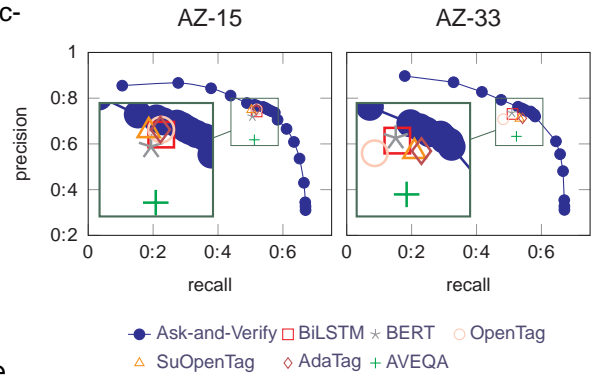 c-
AZ-15 AZ-33
1
0:8
0:6
0:4
0:2
precision
0 0:2 0:4 0:6 0 0:2 0:4 0:6
recall recall
Ask-and-Verify BiLSTM BERT OpenTag
SuOpenTag AdaTag AVEQA